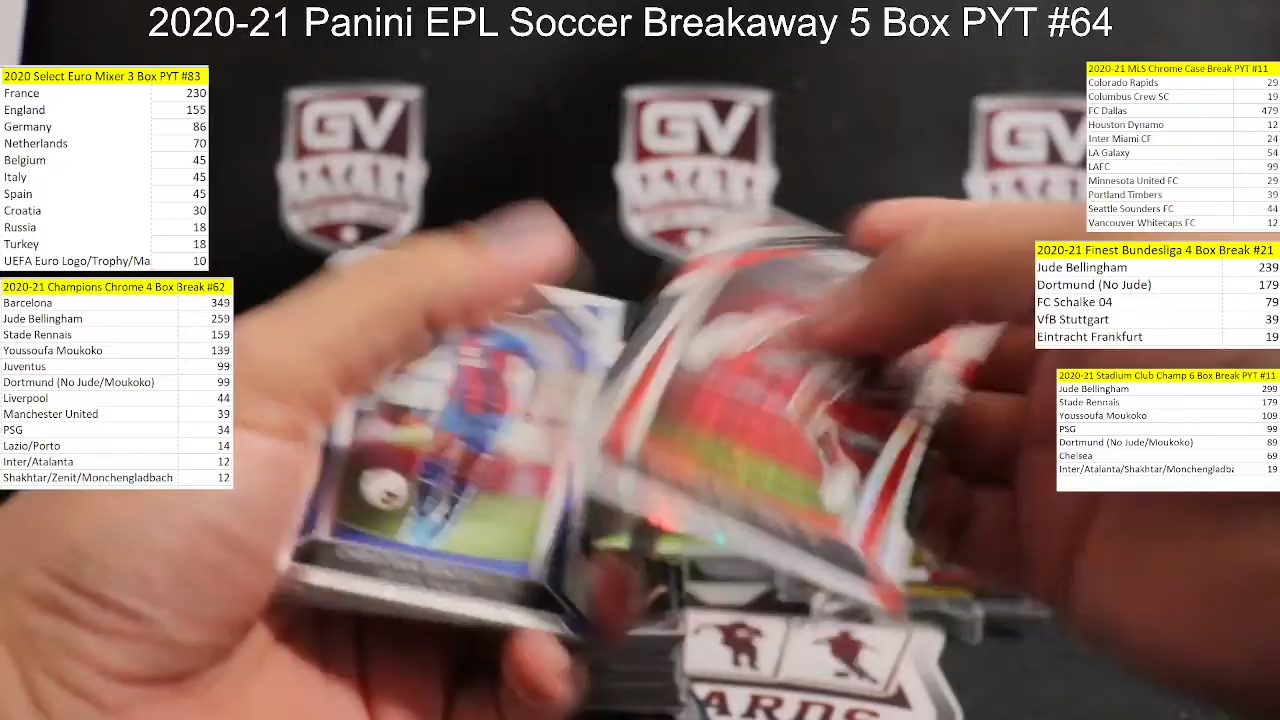 2020-21 Panini EPL Soccer Breakaway 5 Box PYT #64
2020 Select Euro Mixer 3 Box PYT #83
France 230
England 155
Germany 86
Netherlands 70
Belgium 45
Italy 45
Spain 45
Croatia 30
Russia 18
Turkey 18
UEFA Euro Logo/Trophy/Ma 10
2020-21 Champions Chrome 4 Box Break #62
Barcelona 349
Jude Bellingham 259
Stade Rennais 159
Youssoufa Moukoko 139
Juventus 99
Dortmund (No Jude/Moukoko) 99
Liverpool 44
Manchester United 39
PSG 34
Lazio/Porto 14
Inter/Atalanta 12
Shakhtar/Zenit/Monchengladbach 12
2020-21 MLS Chrome Case Break PYT #11
Colorado Rapids 29
Columbus Crew SC 19
FC Dallas 479
Houston Dynamo 12
Inter Miami CF 24
LA Galaxy 54
LAFC 99
Minnesota United FC 29
Portland Timbers 39
Seattle Sounders FC 44
Vancouver Whitecaps FC 12
2020-21 Finest Bundesliga 4 Box Break #21
Jude Bellingham 239
Dortmund (No Jude) 179
FC Schalke 04 79
VfB Stuttgart 39
Eintracht Frankfurt 19
2020-21 Stadium Club Champ 6 Box Break PYT #11
Jude Bellingham 299
Stade Rennais 179
Youssoufa Moukoko 109
PSG 99
Dortmund (No Jude/Moukoko) 89
Chelsea 69
Inter/Atalanta/Shakhtar/Monchengladba 19
GV
GV
GV
ARDS